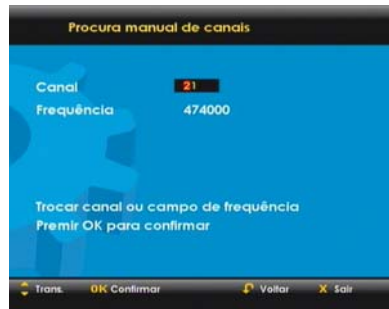 Procura manual de canais
Canal 21
Frequência 474000
Trocar canal ou campo de frequência
Premir OK para confirmar
Trans. OK Confirmar Voltar X Sair